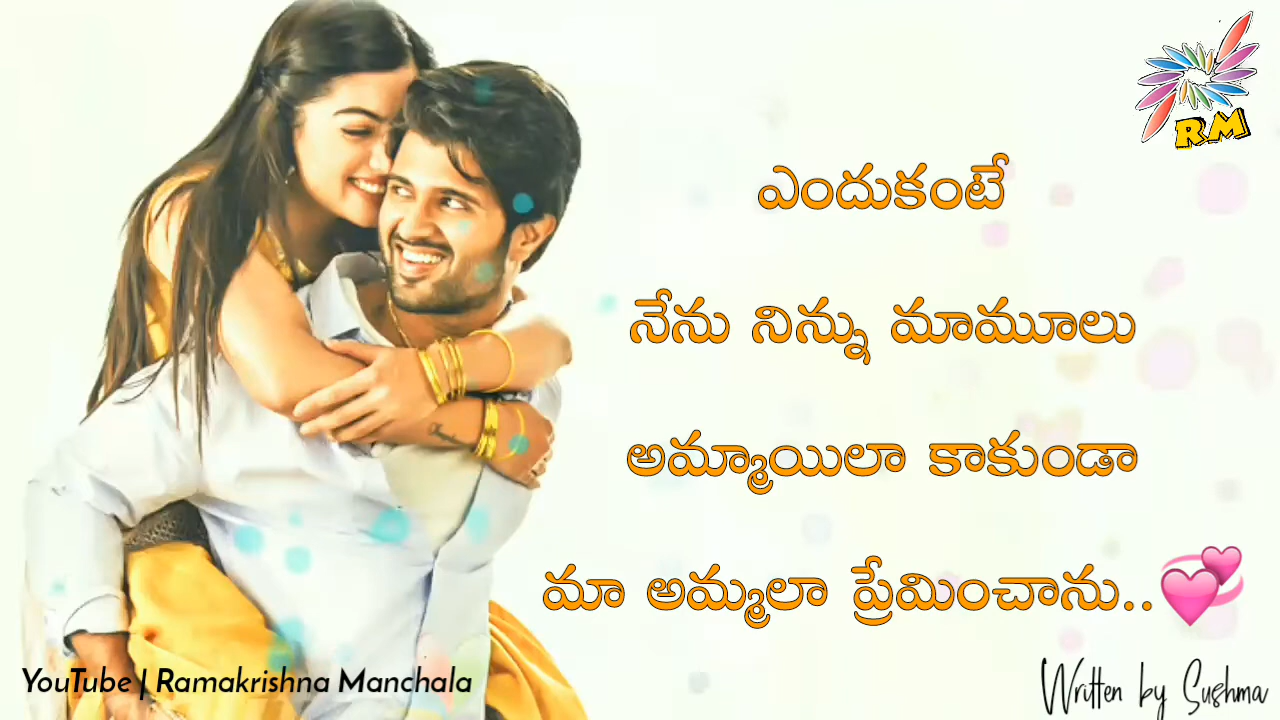 RM
ఎందుకంటే
నేను నిన్ను మామూలు
అమ్మాయిలా కాకుండా
మా అమ్మలా ప్రేమించాను..💞
YouTube | Ramakrishna Manchala
Written by Sushma